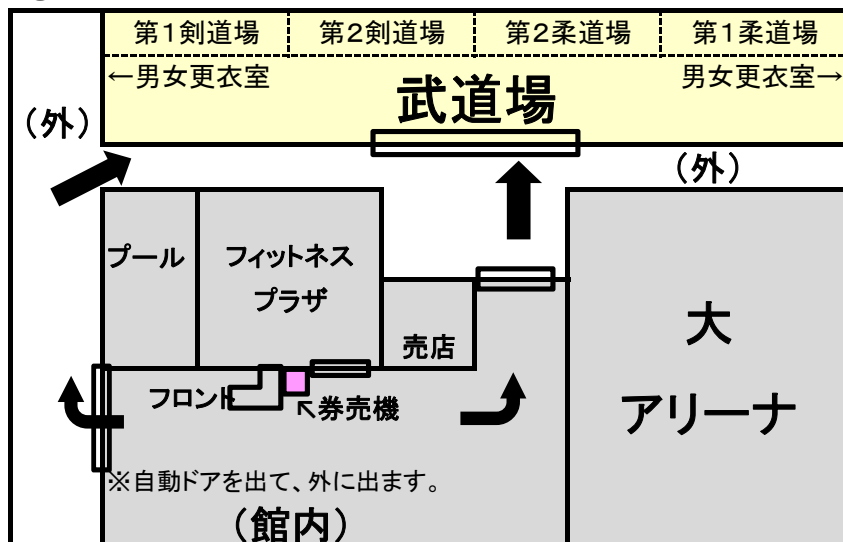 第1剣道場 第2剣道場 第2柔道場 第1柔道場
←男女更衣室 武道場 男女更衣室→
(外)
(外)
プール
フィットネス
プラザ
売店
大
アリーナ
フロント
↖券売機
※自動ドアを出て、外に出ます。
(館内)